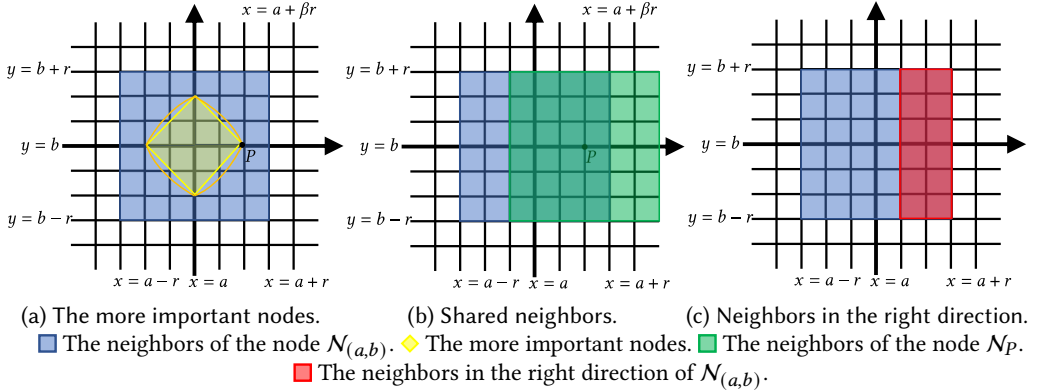 x = a + βr
y = b + r
y = b
P
y = b − r
x = a − r
x = a
x = a + r
(a) The more important nodes.
x = a + βr
y = b + r
y = b
P
y = b − r
x = a − r
x = a
x = a + r
(b) Shared neighbors.
y = b + r
y = b
y = b − r
x = a − r
x = a
x = a + r
(c) Neighbors in the right direction.
The neighbors of the node 𝒩(a,b). The more important nodes. The neighbors of the node 𝒩P.
The neighbors in the right direction of 𝒩(a,b).